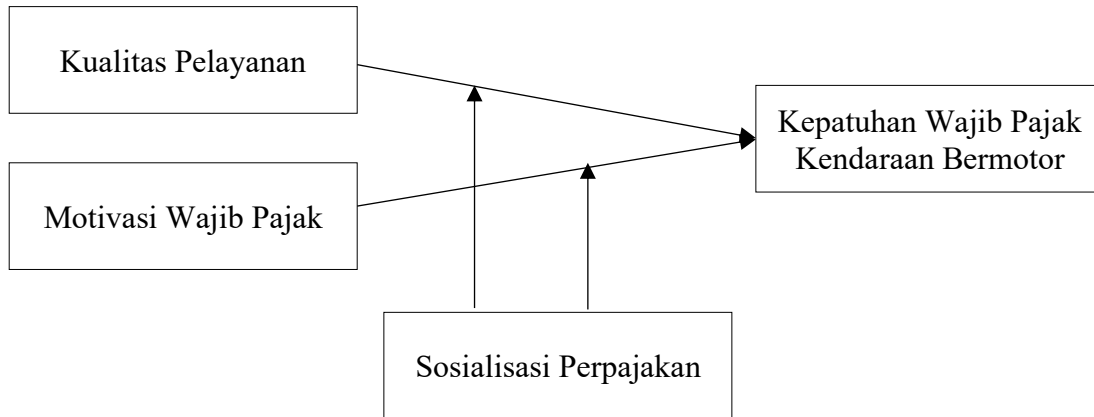 Kualitas Pelayanan
Kepatuhan Wajib Pajak
Kendaraan Bermotor
Motivasi Wajib Pajak
Sosialisasi Perpajakan